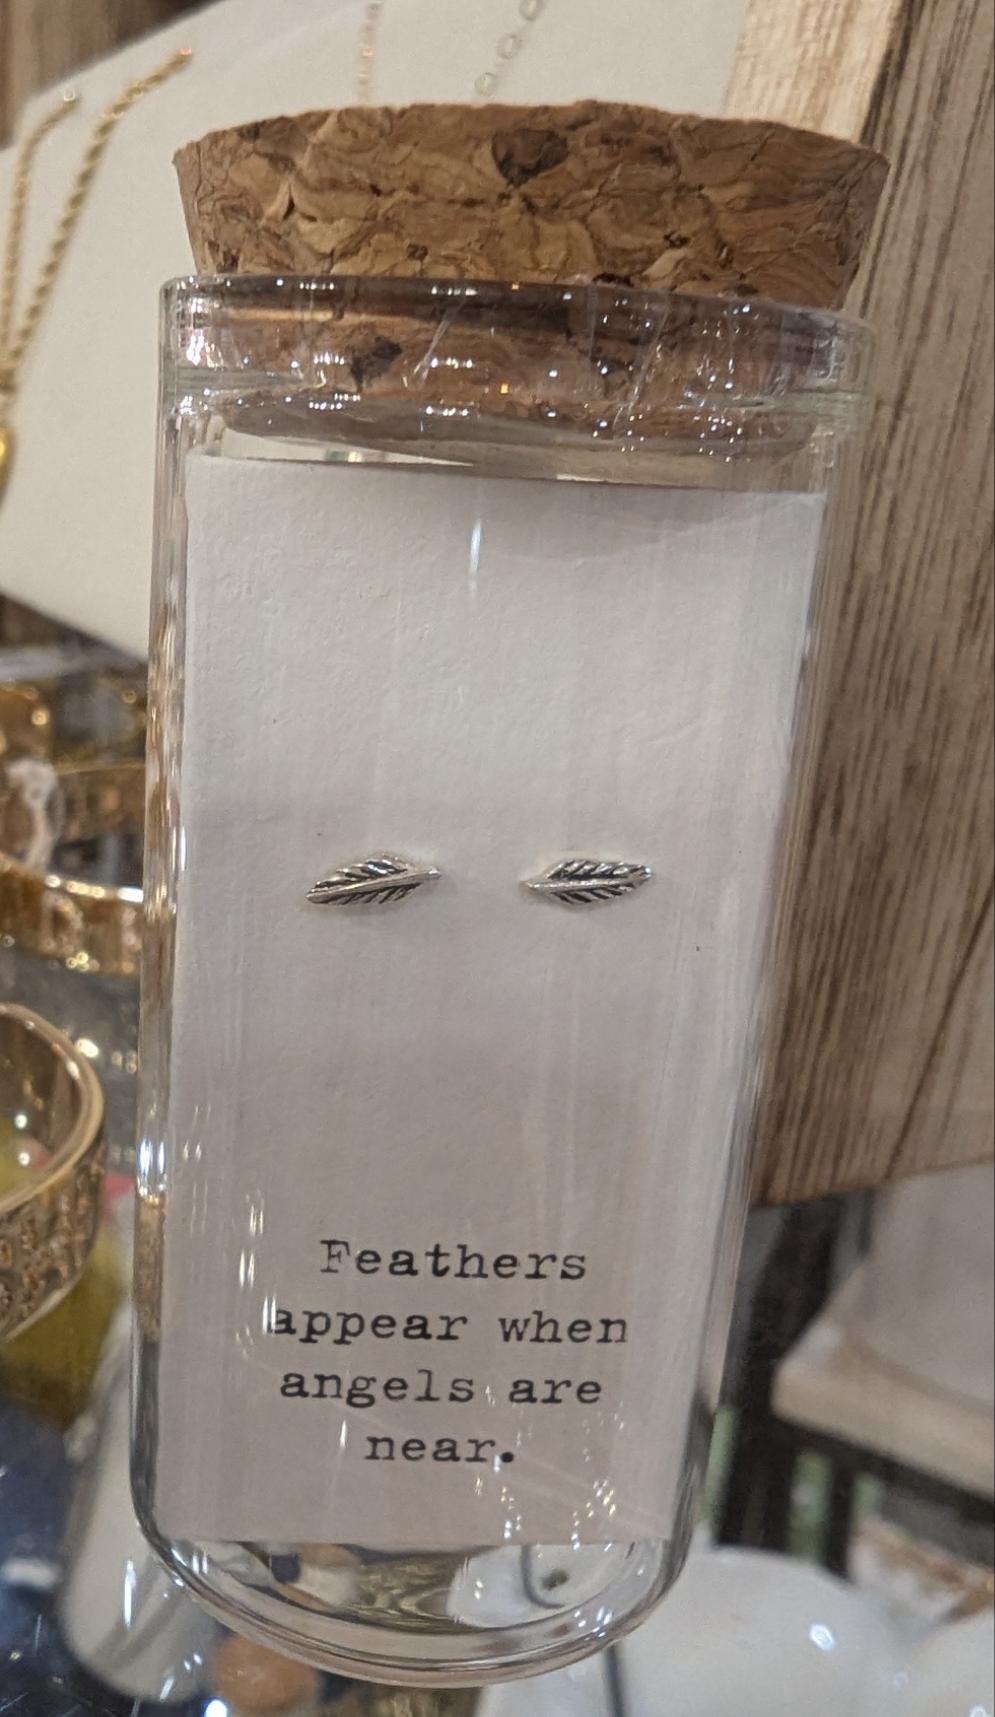 Feathers
appear when
angels are
near.